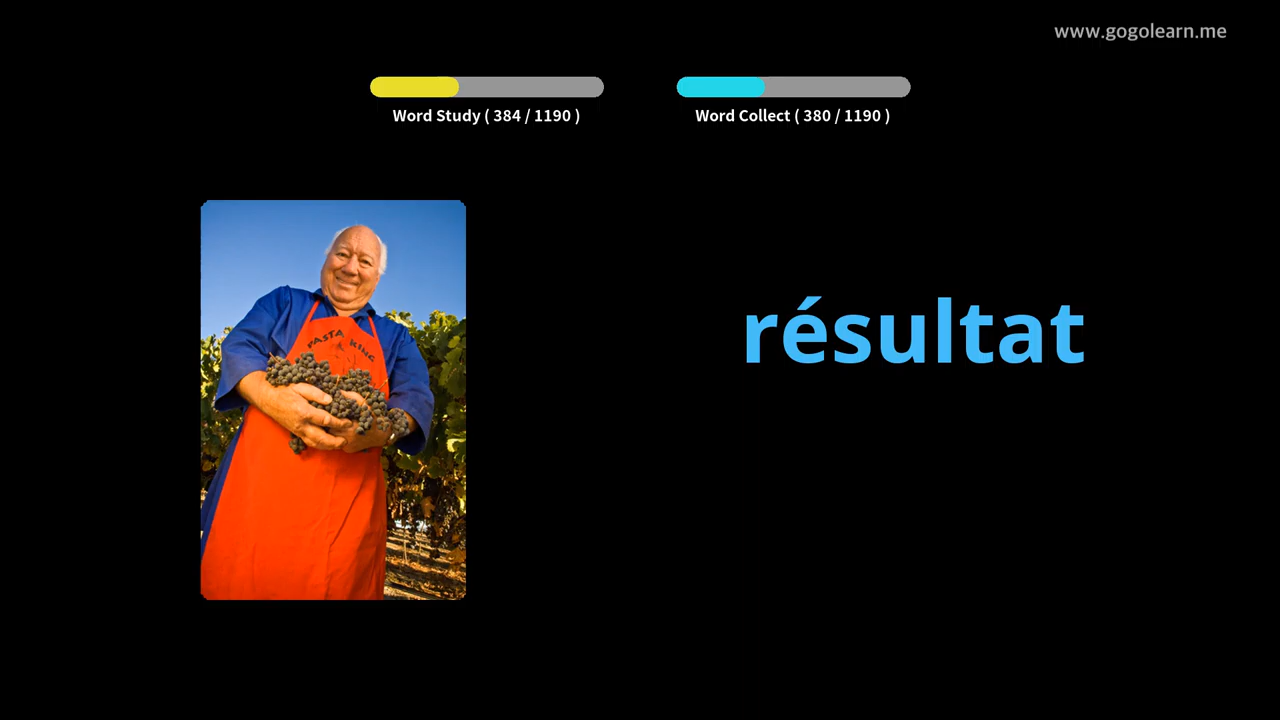 www.gogolearn.me
Word Study ( 384 / 1190 )
Word Collect ( 380 / 1190 )
PASTA KING
résultat